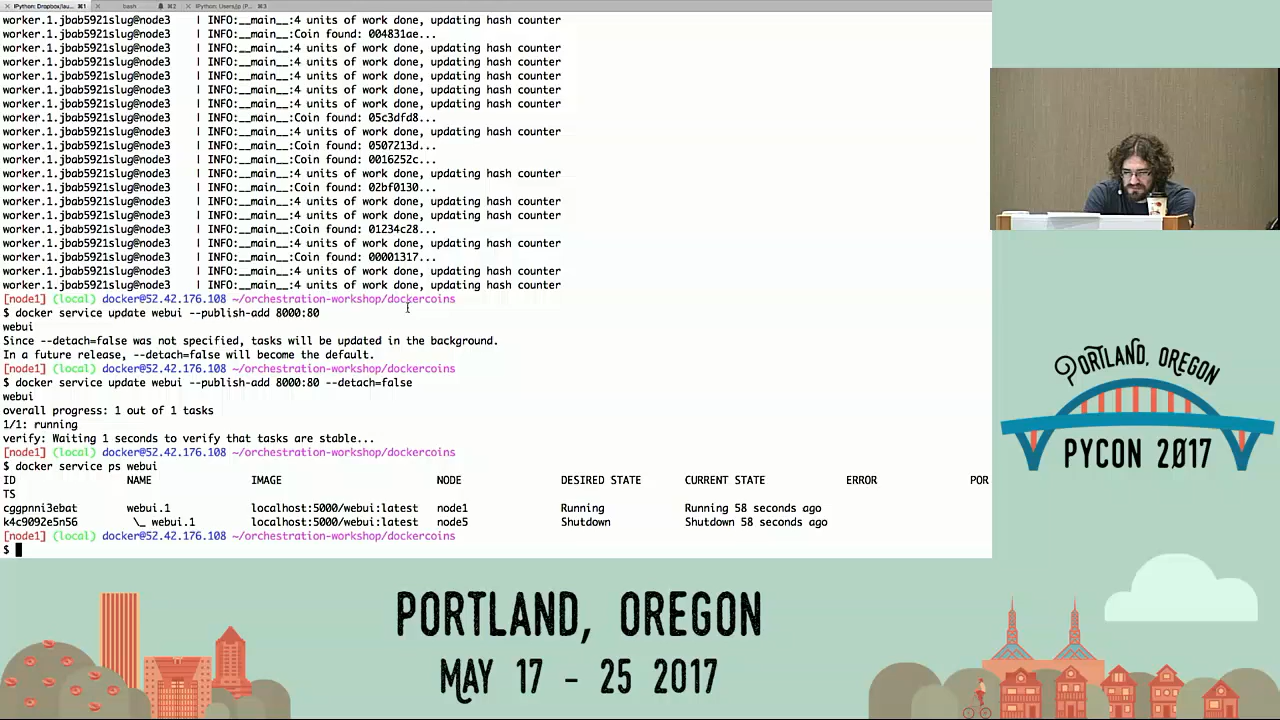 IPython: Dropbox/lau... ⌘1 bash ⌘2 IPython: Users/jp (P... ⌘3
worker.1.jbab5921slug@node3 | INFO:__main__:4 units of work done, updating hash counter
worker.1.jbab5921slug@node3 | INFO:__main__:Coin found: 004831ae...
worker.1.jbab5921slug@node3 | INFO:__main__:4 units of work done, updating hash counter
worker.1.jbab5921slug@node3 | INFO:__main__:4 units of work done, updating hash counter
worker.1.jbab5921slug@node3 | INFO:__main__:4 units of work done, updating hash counter
worker.1.jbab5921slug@node3 | INFO:__main__:4 units of work done, updating hash counter
worker.1.jbab5921slug@node3 | INFO:__main__:4 units of work done, updating hash counter
worker.1.jbab5921slug@node3 | INFO:__main__:Coin found: 05c3dfd8...
worker.1.jbab5921slug@node3 | INFO:__main__:4 units of work done, updating hash counter
worker.1.jbab5921slug@node3 | INFO:__main__:Coin found: 0507213d...
worker.1.jbab5921slug@node3 | INFO:__main__:Coin found: 0016252c...
worker.1.jbab5921slug@node3 | INFO:__main__:4 units of work done, updating hash counter
worker.1.jbab5921slug@node3 | INFO:__main__:Coin found: 02bf0130...
worker.1.jbab5921slug@node3 | INFO:__main__:4 units of work done, updating hash counter
worker.1.jbab5921slug@node3 | INFO:__main__:4 units of work done, updating hash counter
worker.1.jbab5921slug@node3 | INFO:__main__:Coin found: 01234c28...
worker.1.jbab5921slug@node3 | INFO:__main__:4 units of work done, updating hash counter
worker.1.jbab5921slug@node3 | INFO:__main__:Coin found: 00001317...
worker.1.jbab5921slug@node3 | INFO:__main__:4 units of work done, updating hash counter
worker.1.jbab5921slug@node3 | INFO:__main__:4 units of work done, updating hash counter
[node1] (local) docker@52.42.176.108 ~/orchestration-workshop/dockercoins
$ docker service update webui --publish-add 8000:80
webui
Since --detach=false was not specified, tasks will be updated in the background.
In a future release, --detach=false will become the default.
[node1] (local) docker@52.42.176.108 ~/orchestration-workshop/dockercoins
$ docker service update webui --publish-add 8000:80 --detach=false
webui
overall progress: 1 out of 1 tasks
1/1: running
verify: Waiting 1 seconds to verify that tasks are stable...
[node1] (local) docker@52.42.176.108 ~/orchestration-workshop/dockercoins
$ docker service ps webui
ID NAME IMAGE NODE DESIRED STATE CURRENT STATE ERROR POR
TS
cggpnni3ebat webui.1 localhost:5000/webui:latest node1 Running Running 58 seconds ago
k4c9092e5n56 \_ webui.1 localhost:5000/webui:latest node5 Shutdown Shutdown 58 seconds ago
[node1] (local) docker@52.42.176.108 ~/orchestration-workshop/dockercoins
$
PORTLAND, OREGON
PYCON 2017
PORTLAND, OREGON
MAY 17 - 25 2017